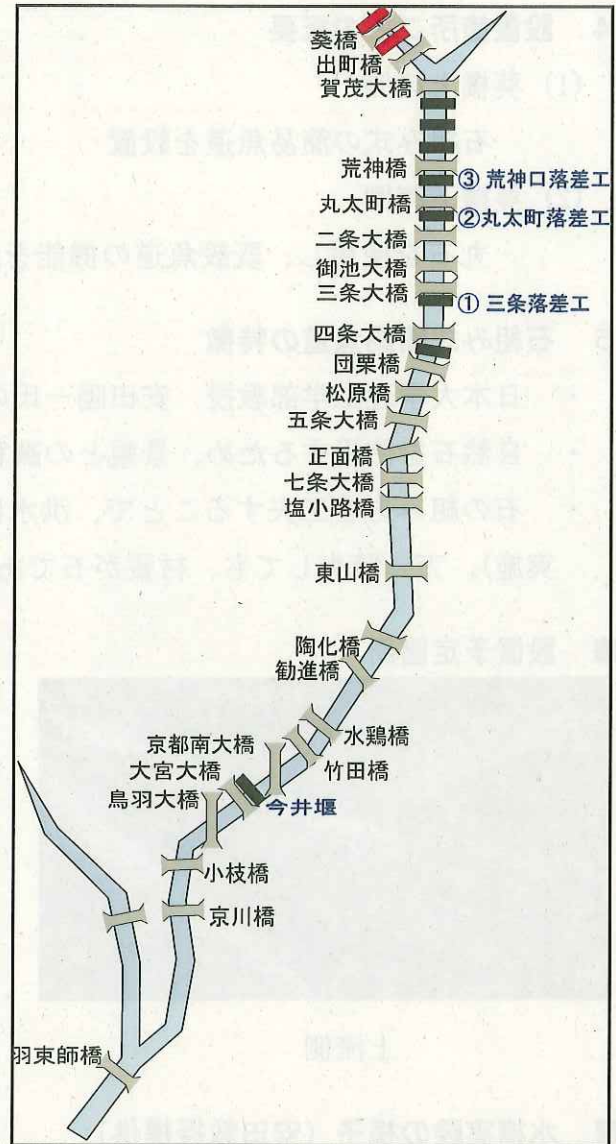 葵橋
出町橋
賀茂大橋
荒神橋
③ 荒神口落差工
丸太町橋
②丸太町落差工
二条大橋
御池大橋
三条大橋
① 三条落差工
四条大橋
団栗橋
松原橋
五条大橋
正面橋
七条大橋
塩小路橋
東山橋
陶化橋
勧進橋
水鶏橋
京都南大橋
竹田橋
大宮大橋
鳥羽大橋
今井堰
小枝橋
京川橋
羽束師橋